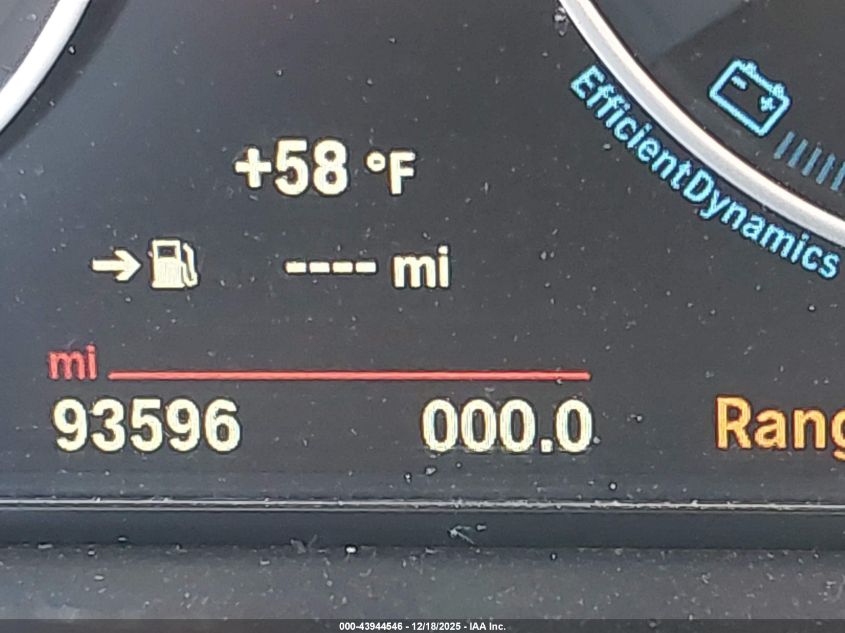 EfficientDynamics
+58 °F
---- mi
mi
93596 000.0 Rang
000-43944546 - 12/18/2025 - IAA Inc.